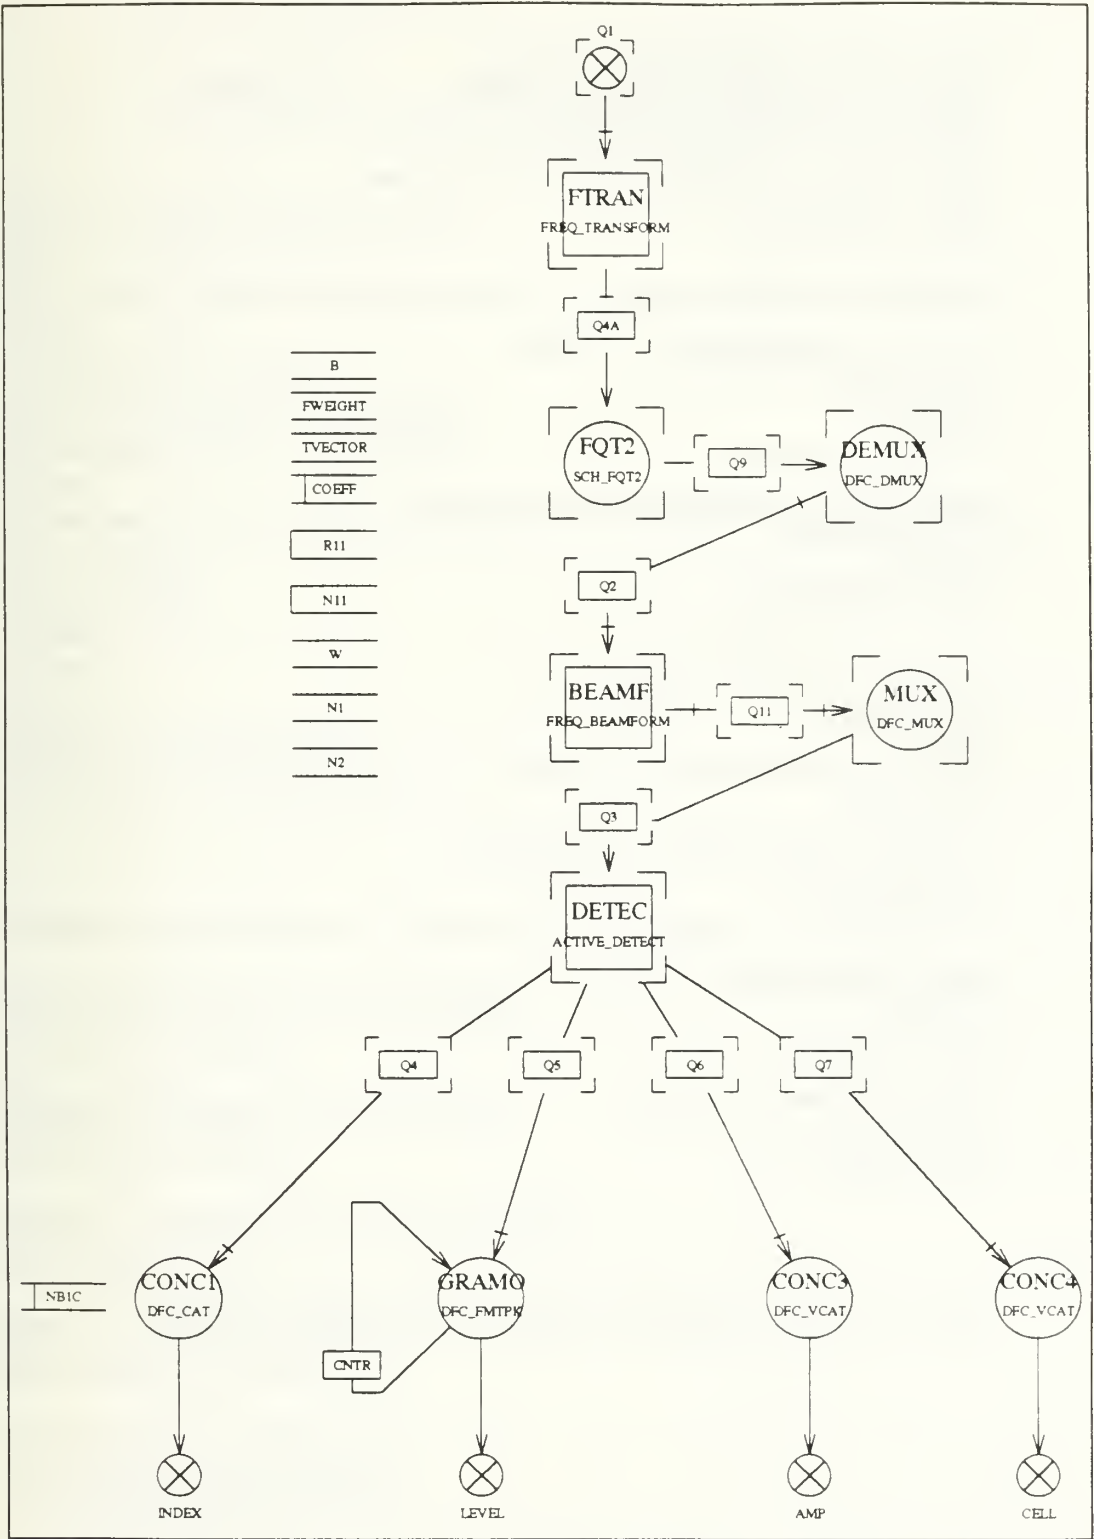 Q1
FTRAN
FREQ_TRANSFORM
Q4A
B
FWEIGHT
TVECTOR
COEFF
R11
N11
W
N1
N2
FQT2
SCH_FQT2
Q9
DEMUX
DFC_DMUX
Q2
BEAMF
FREQ_BEAMFORM
Q11
MUX
DFC_MUX
Q3
DETEC
ACTIVE_DETECT
Q4
Q5
Q6
Q7
NB1C
CONC1
DFC_CAT
GRAMO
DFC_FMTPK
CONC3
DFC_VCAT
CONC4
DFC_VCAT
CNTR
INDEX
LEVEL
AMP
CELL